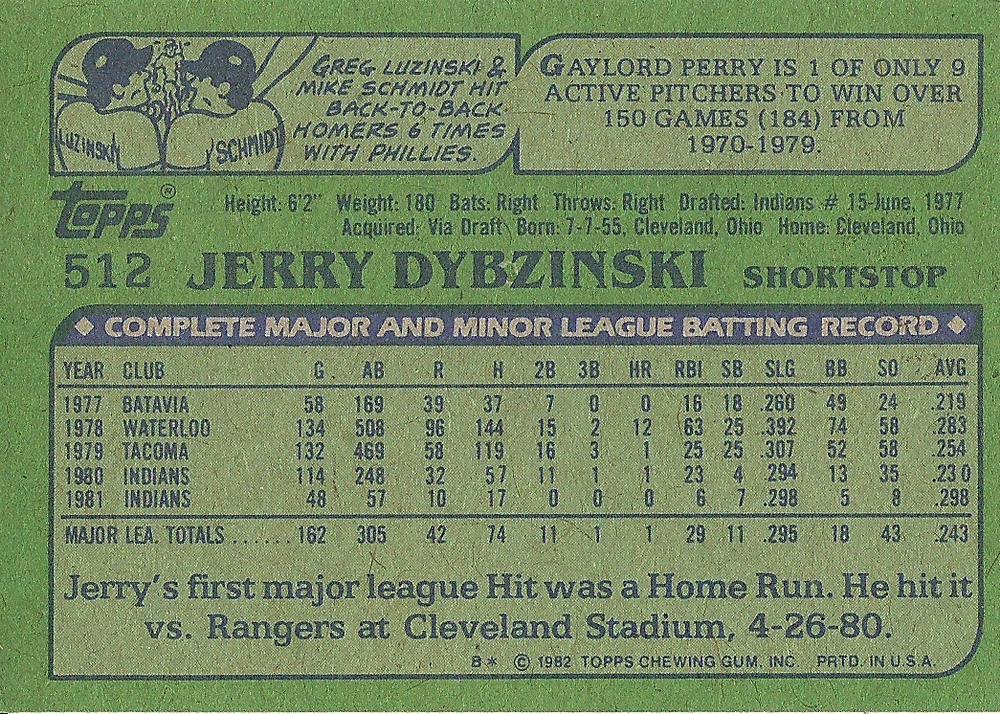 LUZINSKI
SCHMIDT
GREG LUZINSKI &
MIKE SCHMIDT HIT
BACK-TO-BACK
HOMERS 6 TIMES
WITH PHILLIES.
GAYLORD PERRY IS 1 OF ONLY 9
ACTIVE PITCHERS TO WIN OVER
150 GAMES (184) FROM
1970-1979.
topps®
Height: 6'2" Weight: 180 Bats: Right Throws: Right Drafted: Indians # 15-June, 1977
Acquired: Via Draft Born: 7-7-55, Cleveland, Ohio Home: Cleveland, Ohio
512 JERRY DYBZINSKI SHORTSTOP
◆ COMPLETE MAJOR AND MINOR LEAGUE BATTING RECORD ◆
YEAR CLUB G AB R H 2B 3B HR RBI SB SLG BB SO AVG
1977 BATAVIA 58 169 39 37 7 0 0 16 18 .260 49 24 .219
1978 WATERLOO 134 508 96 144 15 2 12 63 25 .392 74 58 .283
1979 TACOMA 132 469 58 119 16 3 1 25 25 .307 52 58 .254
1980 INDIANS 114 248 32 57 11 1 1 23 4 .294 13 35 .230
1981 INDIANS 48 57 10 17 0 0 0 6 7 .298 5 8 .298
MAJOR LEA. TOTALS ...... 162 305 42 74 11 1 1 29 11 .295 18 43 .243
Jerry's first major league Hit was a Home Run. He hit it
vs. Rangers at Cleveland Stadium, 4-26-80.
B* © 1982 TOPPS CHEWING GUM, INC. PRTD. IN U.S.A.